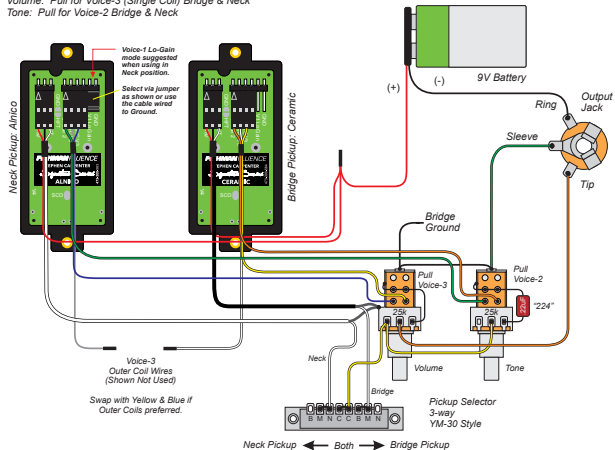 Volume: Pull for Voice-3 (Single Coil) Bridge & Neck
Tone: Pull for Voice-2 Bridge & Neck
Voice-1 Lo-Gain
mode suggested
when using in
Neck position.
Select via jumper
as shown or use
the cable wired
to Ground.
Neck Pickup: Alnico
Bridge Pickup: Ceramic
STEPHEN CARPENTER
ALNICO
STEPHEN CARPENTER
CERAMIC
(+)
(-)
9V Battery
Ring
Output
Jack
Sleeve
Tip
Bridge
Ground
Pull
Voice-3
Pull
Voice-2
25k
25k
22uF
"224"
Volume
Tone
Voice-3
Outer Coil Wires
(Shown Not Used)
Swap with Yellow & Blue if
Outer Coils preferred.
Neck
Bridge
B M N C C B M N
Pickup Selector
3-way
YM-30 Style
Neck Pickup
Both
Bridge Pickup